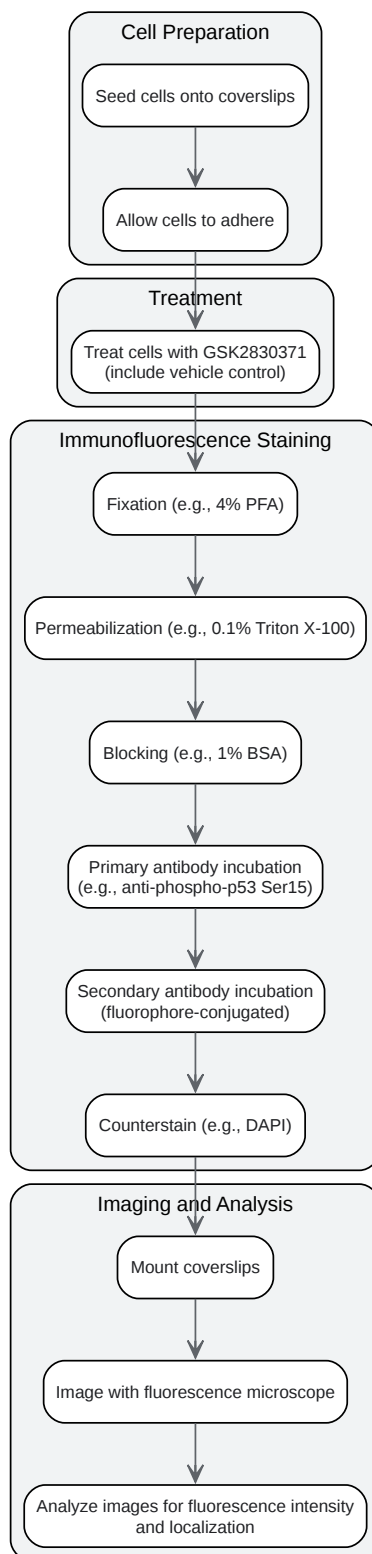 Cell Preparation
Seed cells onto coverslips
Allow cells to adhere
Treatment
Treat cells with GSK2830371
(include vehicle control)
Immunofluorescence Staining
Fixation (e.g., 4% PFA)
Permeabilization (e.g., 0.1% Triton X-100)
Blocking (e.g., 1% BSA)
Primary antibody incubation
(e.g., anti-phospho-p53 Ser15)
Secondary antibody incubation
(fluorophore-conjugated)
Counterstain (e.g., DAPI)
Imaging and Analysis
Mount coverslips
Image with fluorescence microscope
Analyze images for fluorescence intensity
and localization